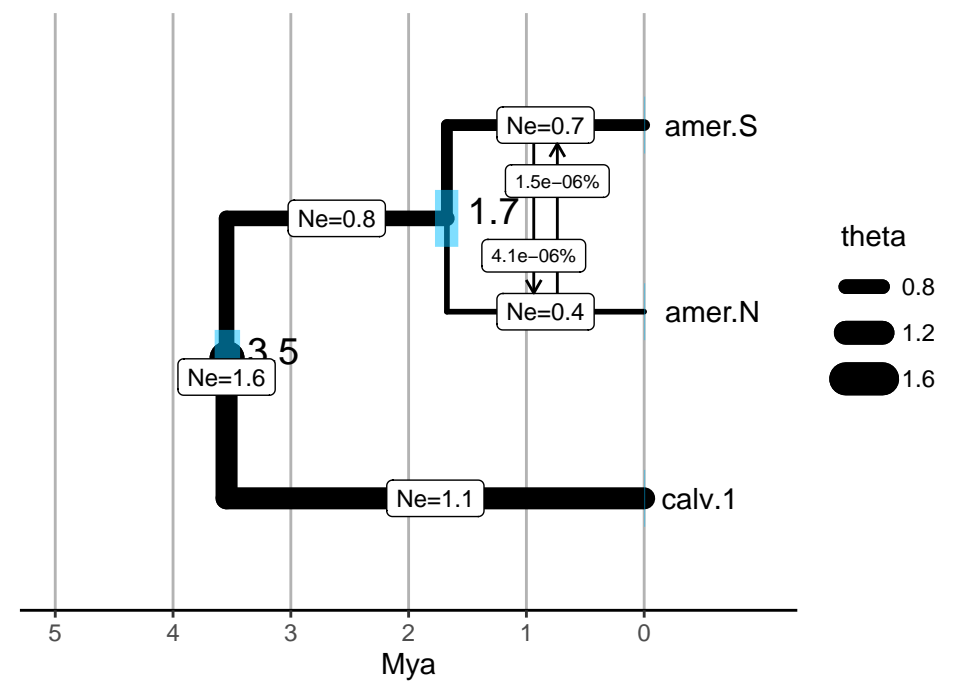 Ne=0.7
amer.S
1.5e−06%
Ne=0.8
1.7
theta
4.1e−06%
0.8
Ne=0.4
amer.N
1.2
3.5
Ne=1.6
1.6
Ne=1.1
calv.1
5 4 3 2 1 0
Mya